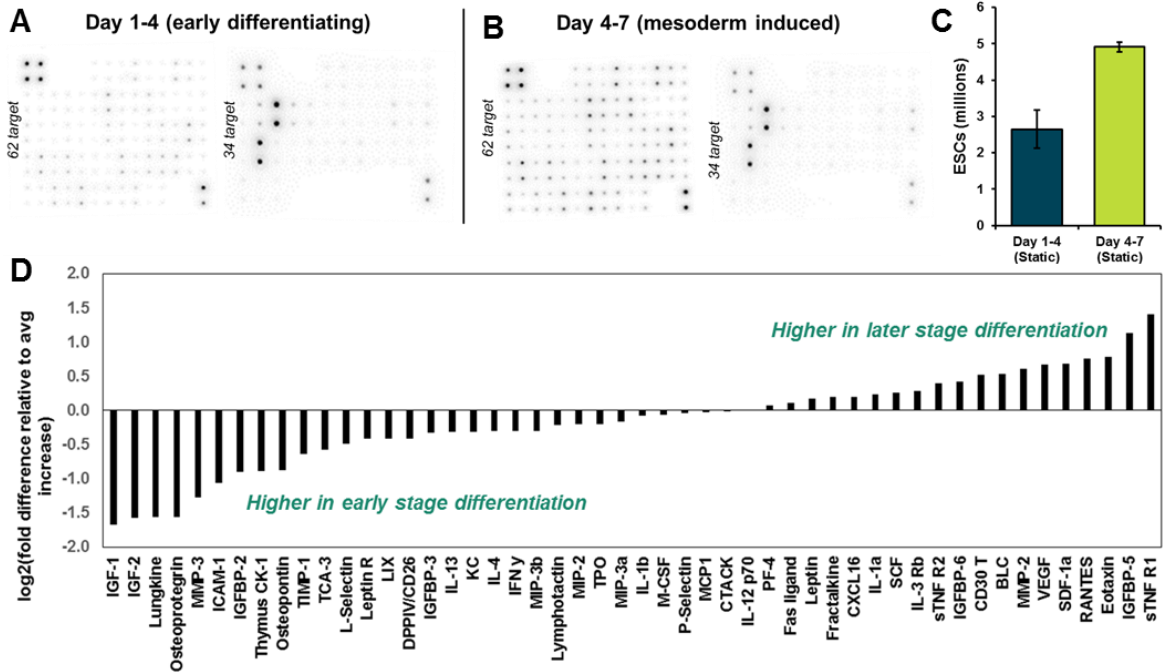 A
Day 1-4 (early differentiating)
62 target
34 target
B
Day 4-7 (mesoderm induced)
62 target
34 target
C
ESCs (millions)
6
5
4
3
2
1
0
Day 1-4
(Static)
Day 4-7
(Static)
D
log2(fold difference relative to avg
increase)
2.0
1.5
1.0
0.5
0.0
-0.5
-1.0
-1.5
-2.0
Higher in later stage differentiation
Higher in early stage differentiation
IGF-1
IGF-2
Lungkine
Osteoprotegrin
MMP-3
ICAM-1
IGFBP-2
Thymus CK-1
Osteopontin
TIMP-1
TCA-3
L-Selectin
Leptin R
LIX
DPPIV/CD26
IGFBP-3
IL-13
KC
IL-4
IFN γ
MIP-3b
Lymphotactin
MIP-2
TPO
MIP-3a
IL-1b
M-CSF
P-Selectin
MCP1
CTACK
IL-12 p70
PF-4
Fas ligand
Leptin
Fractalkine
CXCL16
IL-1a
SCF
IL-3 Rb
sTNF R2
IGFBP-6
CD30 T
BLC
MMP-2
VEGF
SDF-1a
RANTES
Eotaxin
IGFBP-5
sTNF R1